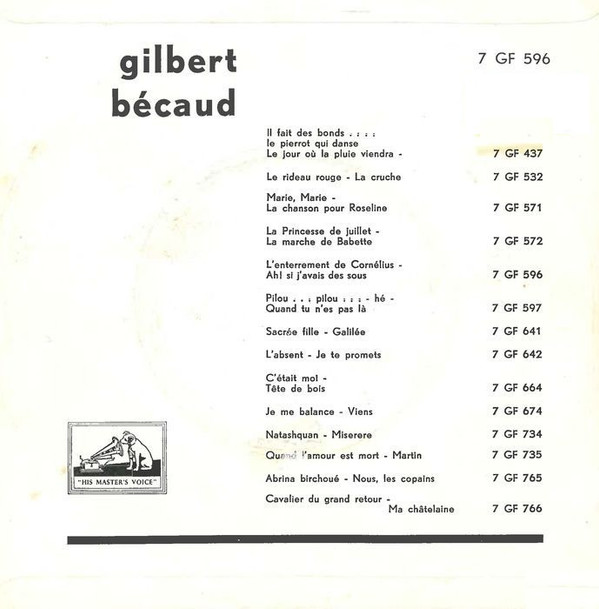 gilbert
bécaud
7 GF 596
Il fait des bonds . : : :
le pierrot qui danse
Le jour où la pluie viendra - 7 GF 437
Le rideau rouge - La cruche 7 GF 532
Marie, Marie -
La chanson pour Roseline 7 GF 571
La Princesse de juillet -
La marche de Babette 7 GF 572
L'enterrement de Cornélius -
Ah! si j'avais des sous 7 GF 596
Pilou . . : pilou : : : - hé -
Quand tu n'es pas là 7 GF 597
Sacrée fille - Galilée 7 GF 641
L'absent - Je te promets 7 GF 642
C'était moi -
Tête de bois 7 GF 664
Je me balance - Viens 7 GF 674
Natashquan - Miserere 7 GF 734
Quand l'amour est mort - Martin 7 GF 735
Abrina birchoué - Nous, les copains 7 GF 765
Cavalier du grand retour -
Ma châtelaine 7 GF 766
"HIS MASTER'S VOICE"